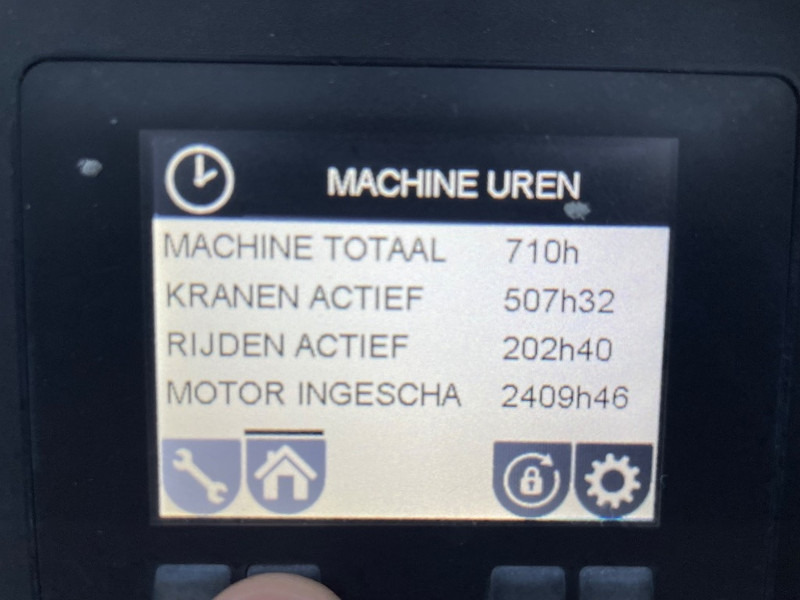 MACHINE UREN
MACHINE TOTAAL 710h
KRANEN ACTIEF 507h32
RIJDEN ACTIEF 202h40
MOTOR INGESCHA 2409h46